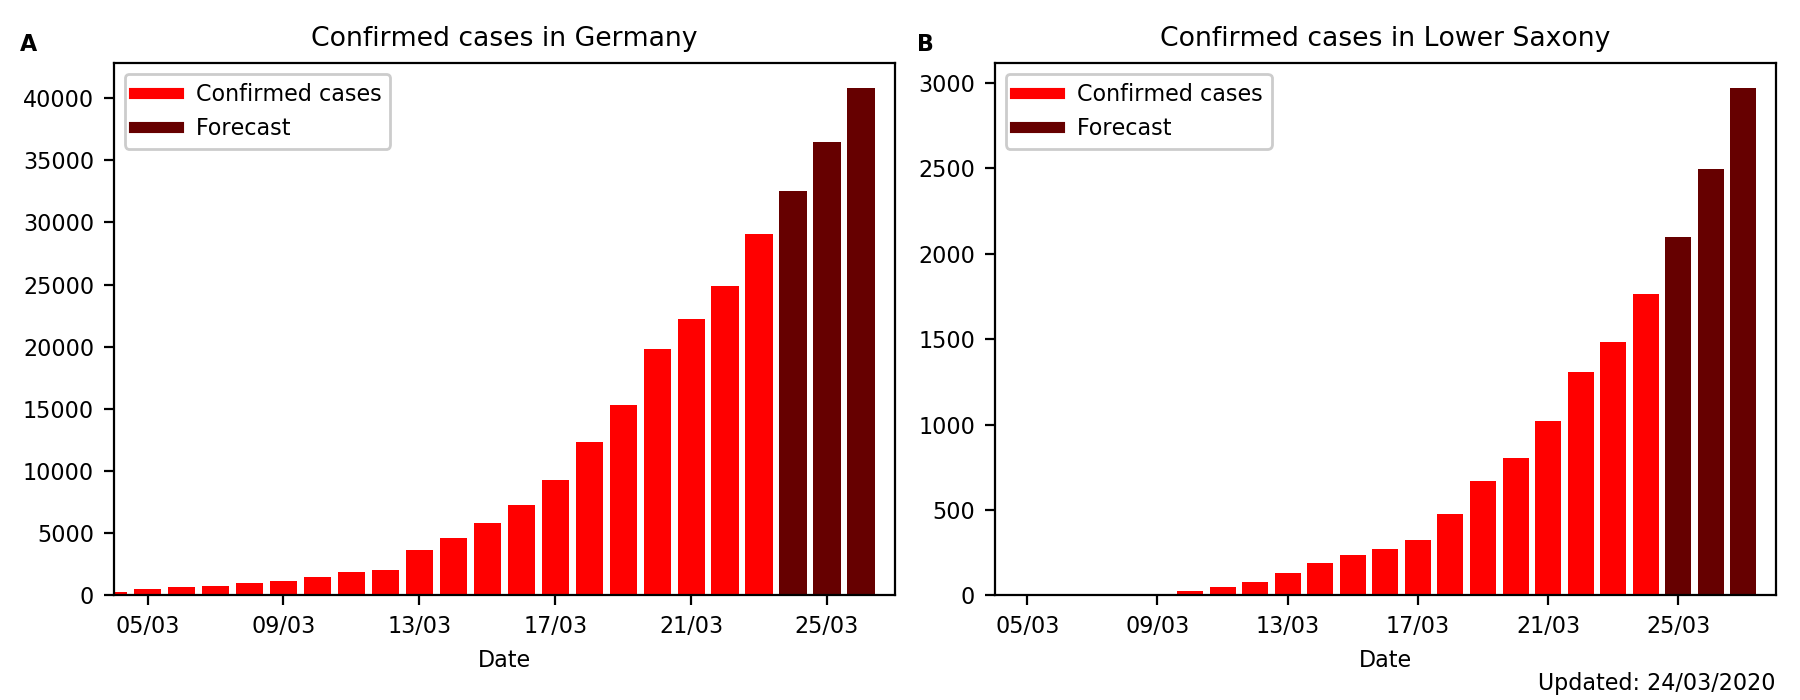 A
Confirmed cases in Germany
Confirmed cases
Forecast
40000
35000
30000
25000
20000
15000
10000
5000
0
05/03 09/03 13/03 17/03 21/03 25/03
Date
B
Confirmed cases in Lower Saxony
Confirmed cases
Forecast
3000
2500
2000
1500
1000
500
0
05/03 09/03 13/03 17/03 21/03 25/03
Date
Updated: 24/03/2020